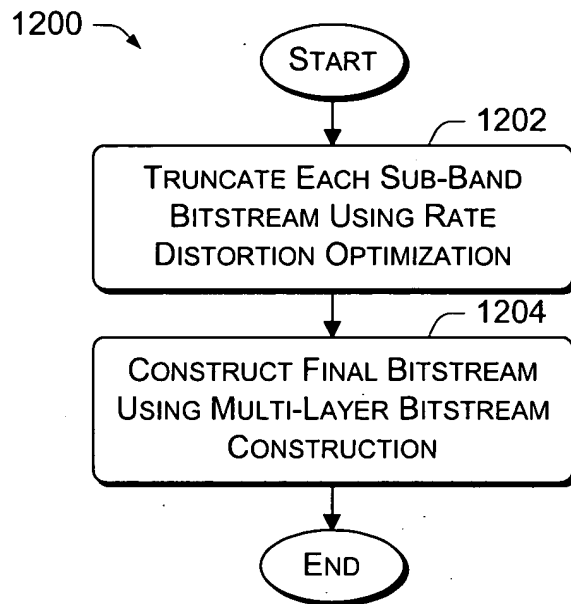 1200
START
1202
TRUNCATE EACH SUB-BAND
BITSTREAM USING RATE
DISTORTION OPTIMIZATION
1204
CONSTRUCT FINAL BITSTREAM
USING MULTI-LAYER BITSTREAM
CONSTRUCTION
END